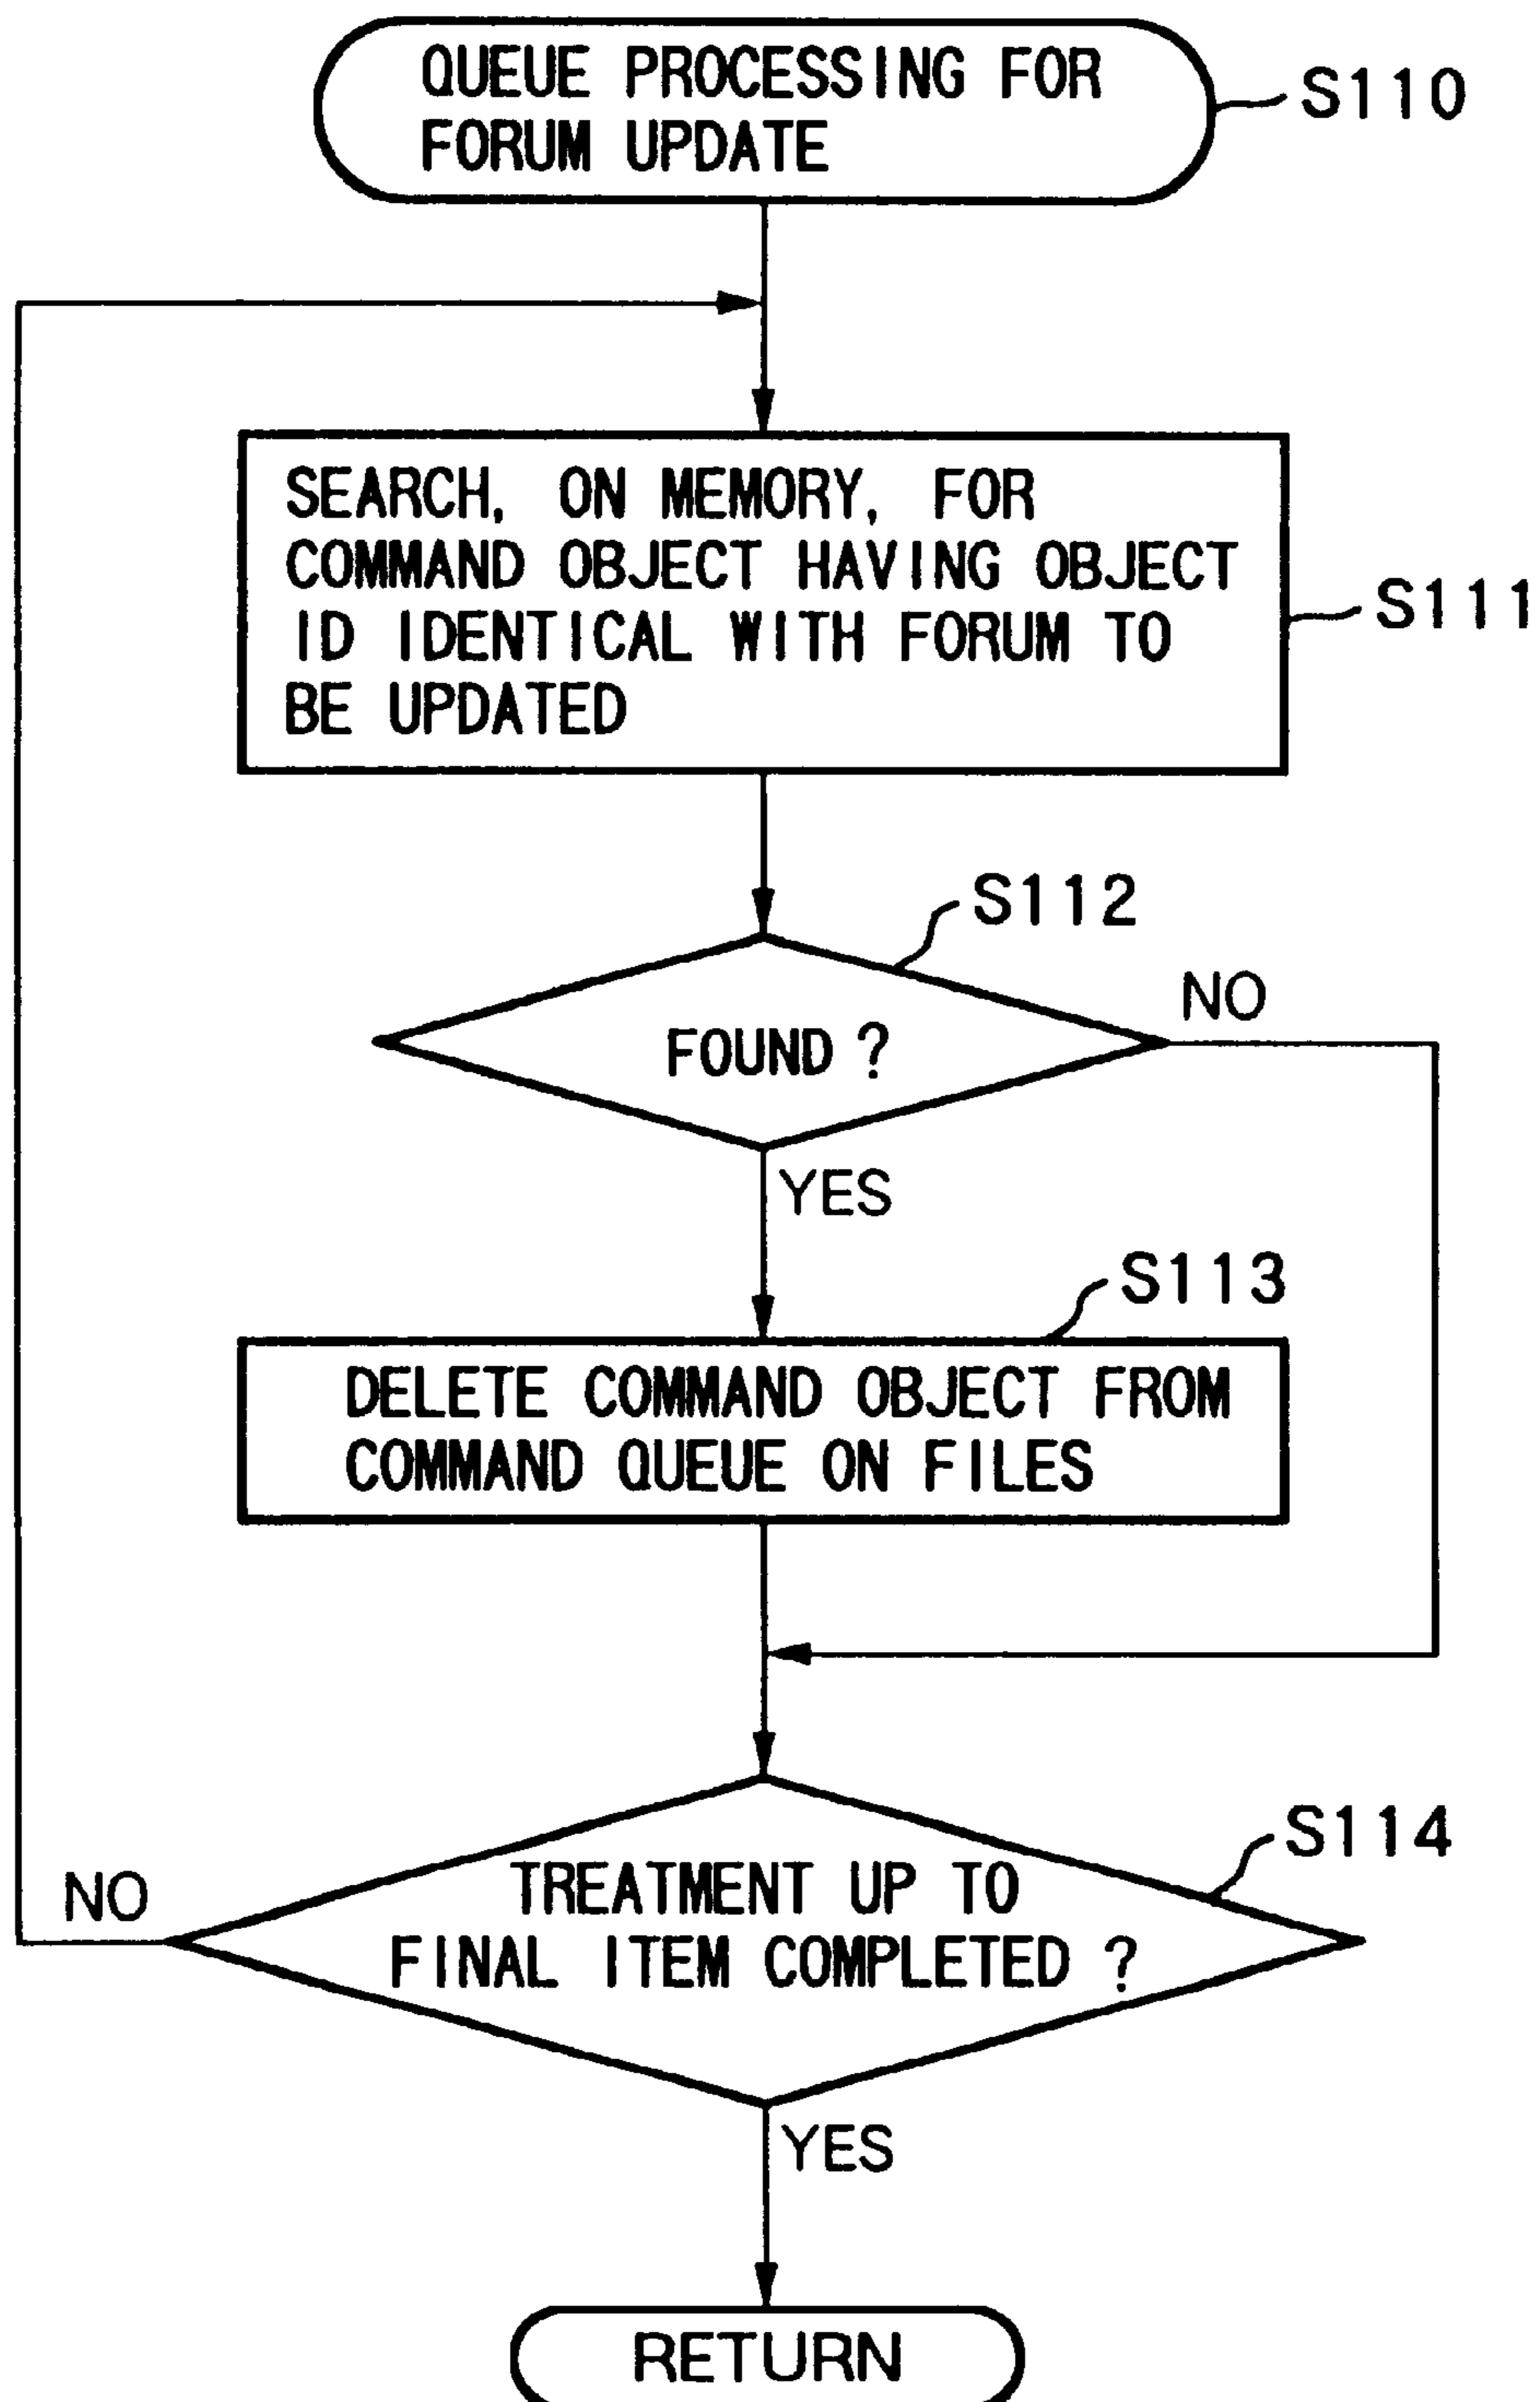 QUEUE PROCESSING FOR
FORUM UPDATE
S110
SEARCH, ON MEMORY, FOR
COMMAND OBJECT HAVING OBJECT
ID IDENTICAL WITH FORUM TO
BE UPDATED
S111
S112
FOUND ?
NO
YES
S113
DELETE COMMAND OBJECT FROM
COMMAND QUEUE ON FILES
S114
TREATMENT UP TO
FINAL ITEM COMPLETED ?
NO
YES
RETURN